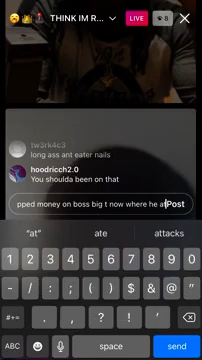 THINK IM R...
LIVE
8
tw3rk4c3
long ass ant eater nails
hoodricch2.0
You shoulda been on that
pped money on boss big t now where he at
Post
"at" ate attacks
1 2 3 4 5 6 7 8 9 0
- / : ; ( ) $ & @ "
#+= . , ? ! '
ABC space send